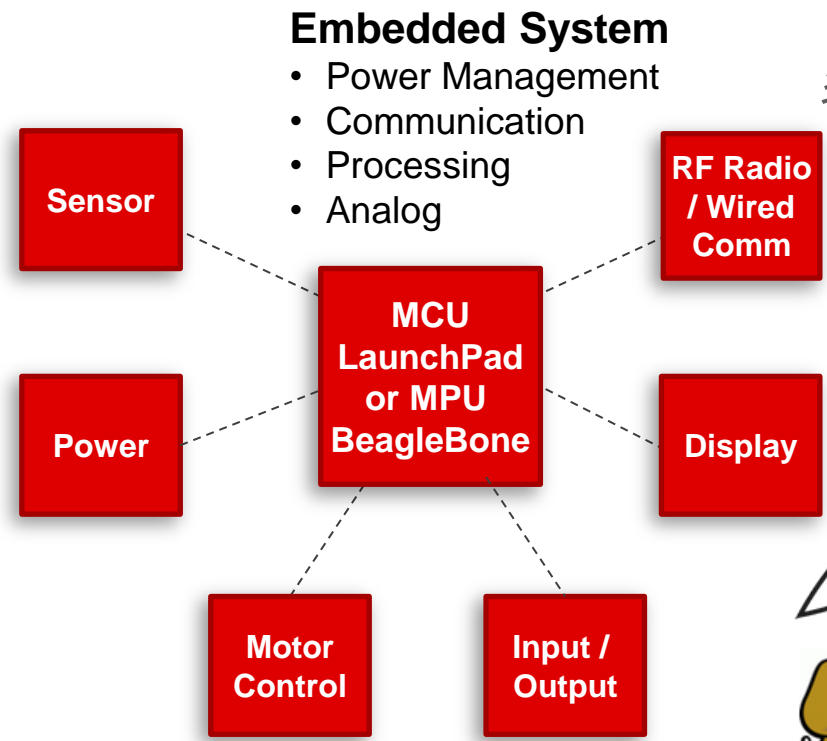 Embedded System
• Power Management
• Communication
• Processing
• Analog
Sensor
RF Radio
/ Wired
Comm
MCU
LaunchPad
or MPU
BeagleBone
Power
Display
Motor
Control
Input /
Output